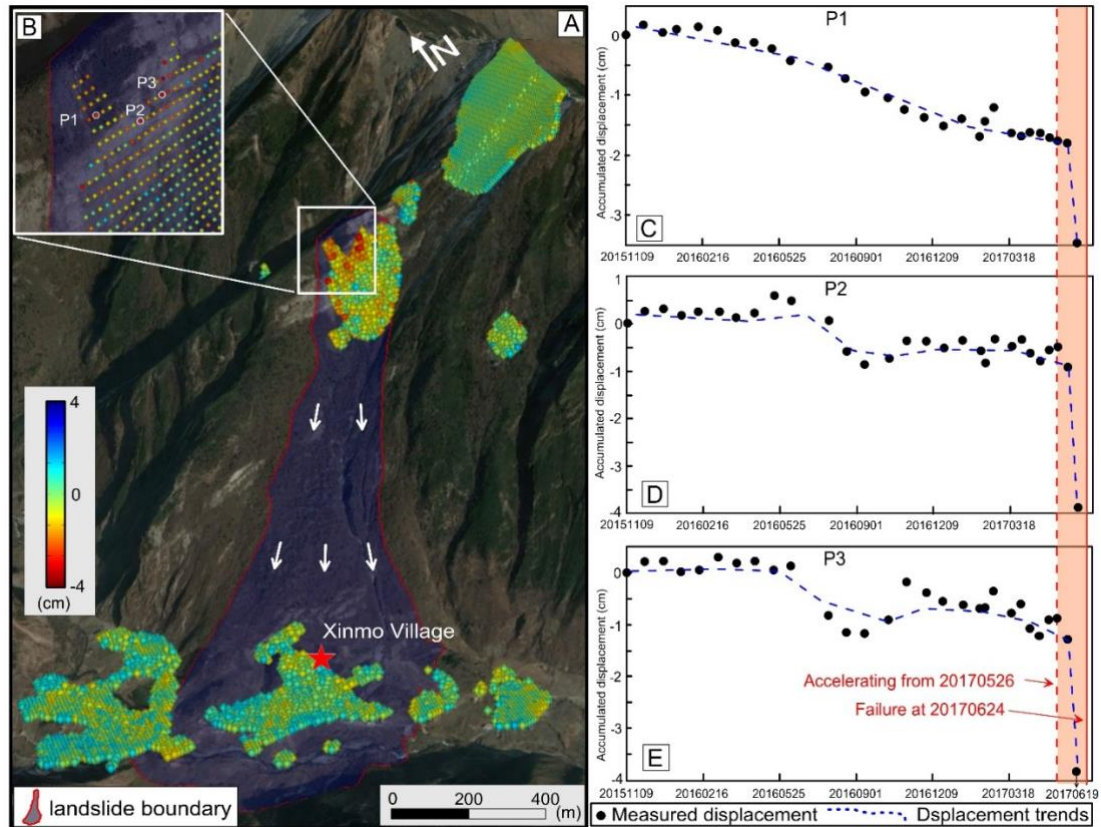 B
A
N
P3
P1
P2
4
0
-4
(cm)
Xinmo Village
landslide boundary
0 200 400
(m)
P1
Accumulated displacement (cm)
0
-1
-2
-3
C
20151109 20160216 20160525 20160901 20161209 20170318
P2
Accumulated displacement (cm)
1
0
-1
-2
-3
-4
D
20151109 20160216 20160525 20160901 20161209 20170318
P3
Accumulated displacement (cm)
0
-1
-2
-3
-4
Accelerating from 20170526
Failure at 20170624
E
20151109 20160216 20160525 20160901 20161209 20170318 20170619
Measured displacement Dsplacement trends